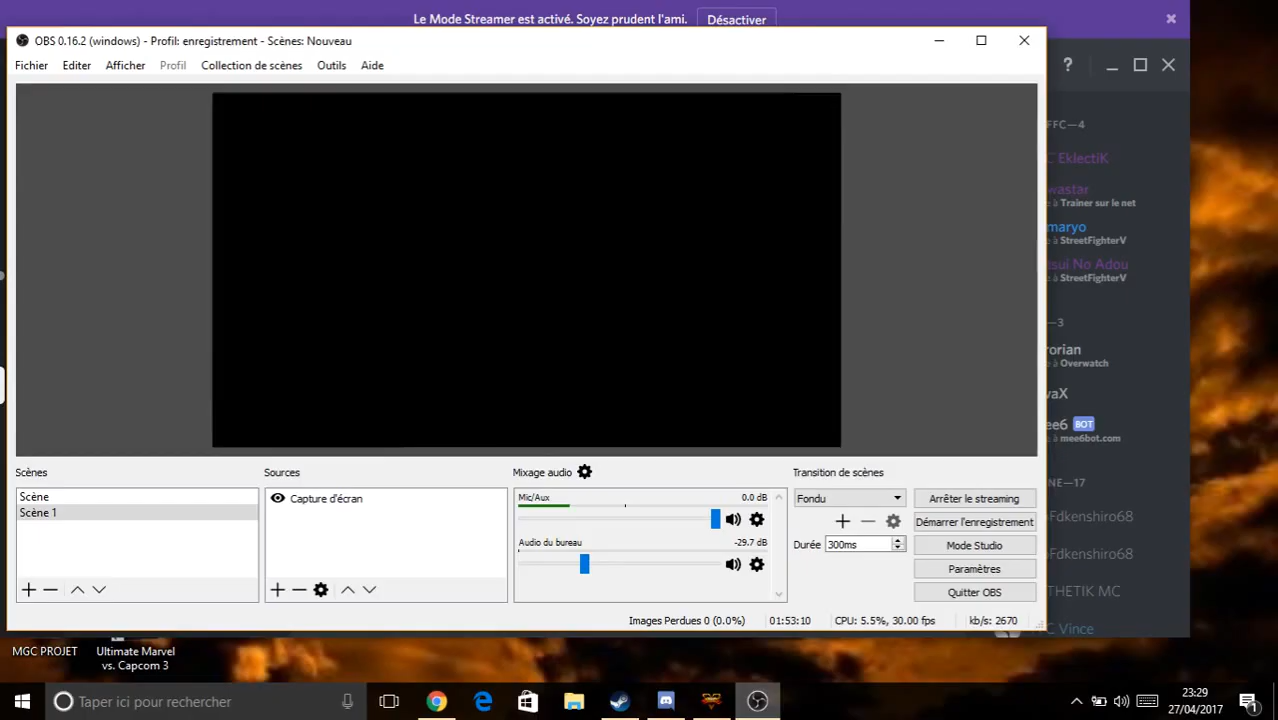 Le Mode Streamer est activé. Soyez prudent l'ami.
Désactiver
OBS 0.16.2 (windows) - Profil: enregistrement - Scènes: Nouveau
Fichier Editer Afficher Profil Collection de scènes Outils Aide
?
FFC—4
C EklectiK
wastar
à Trainer sur le net
maryo
à StreetFighterV
tsui No Adou
à StreetFighterV
—3
rorian
à Overwatch
vaX
ee6 BOT
à mee6bot.com
NE—17
Fdkenshiro68
Fdkenshiro68
THETIK MC
C Vince
Scènes
Scène
Scène 1
Sources
Capture d'écran
Mixage audio
Mic/Aux 0.0 dB
Audio du bureau -29.7 dB
Transition de scènes
Fondu
Durée 300ms
Arrêter le streaming
Démarrer l'enregistrement
Mode Studio
Paramètres
Quitter OBS
Images Perdues 0 (0.0%) 01:53:10 CPU: 5.5%, 30.00 fps kb/s: 2670
MGC PROJET
Ultimate Marvel
vs. Capcom 3
Taper ici pour rechercher
23:29
27/04/2017
1